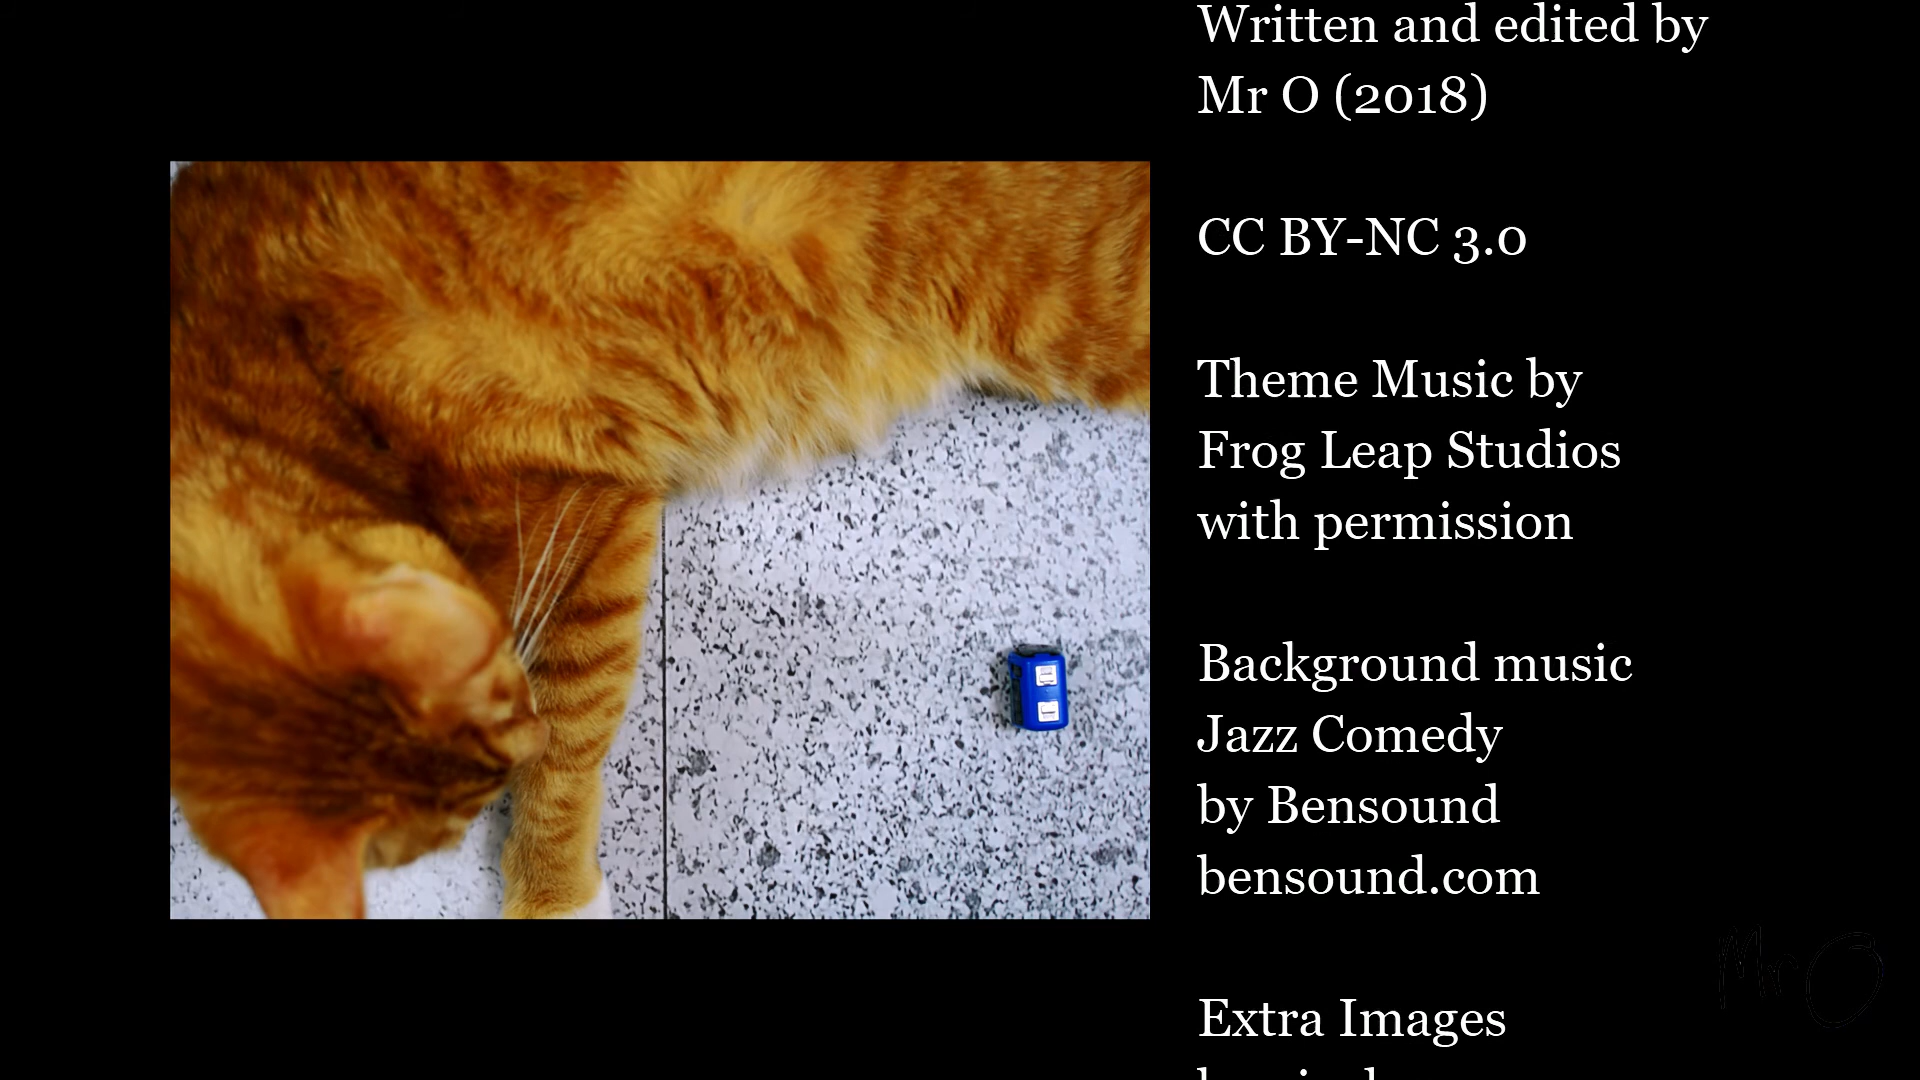 Written and edited by
Mr O (2018)
CC BY-NC 3.0
Theme Music by
Frog Leap Studios
with permission
Background music
Jazz Comedy
by Bensound
bensound.com
Extra Images
Mr O